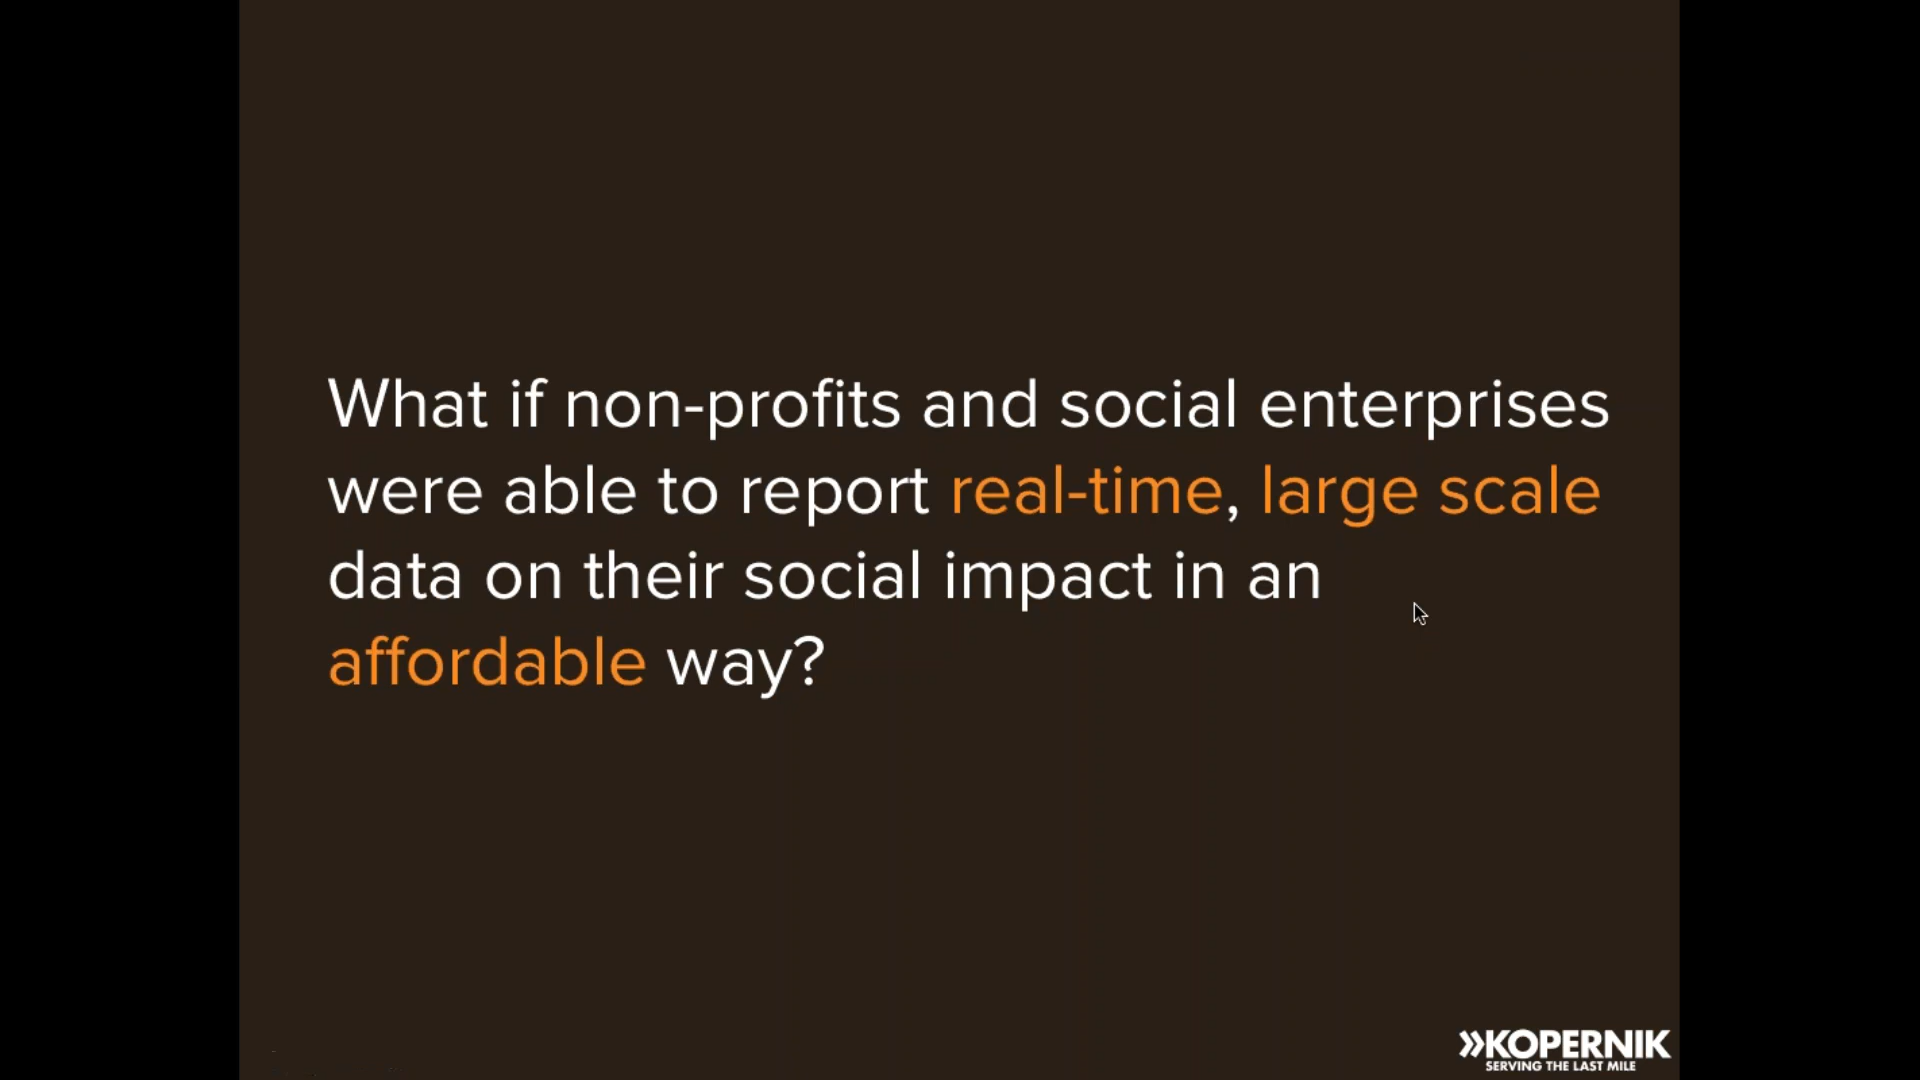 What if non-profits and social enterprises
were able to report real-time, large scale
data on their social impact in an
affordable way?
»KOPERNIK
SERVING THE LAST MILE